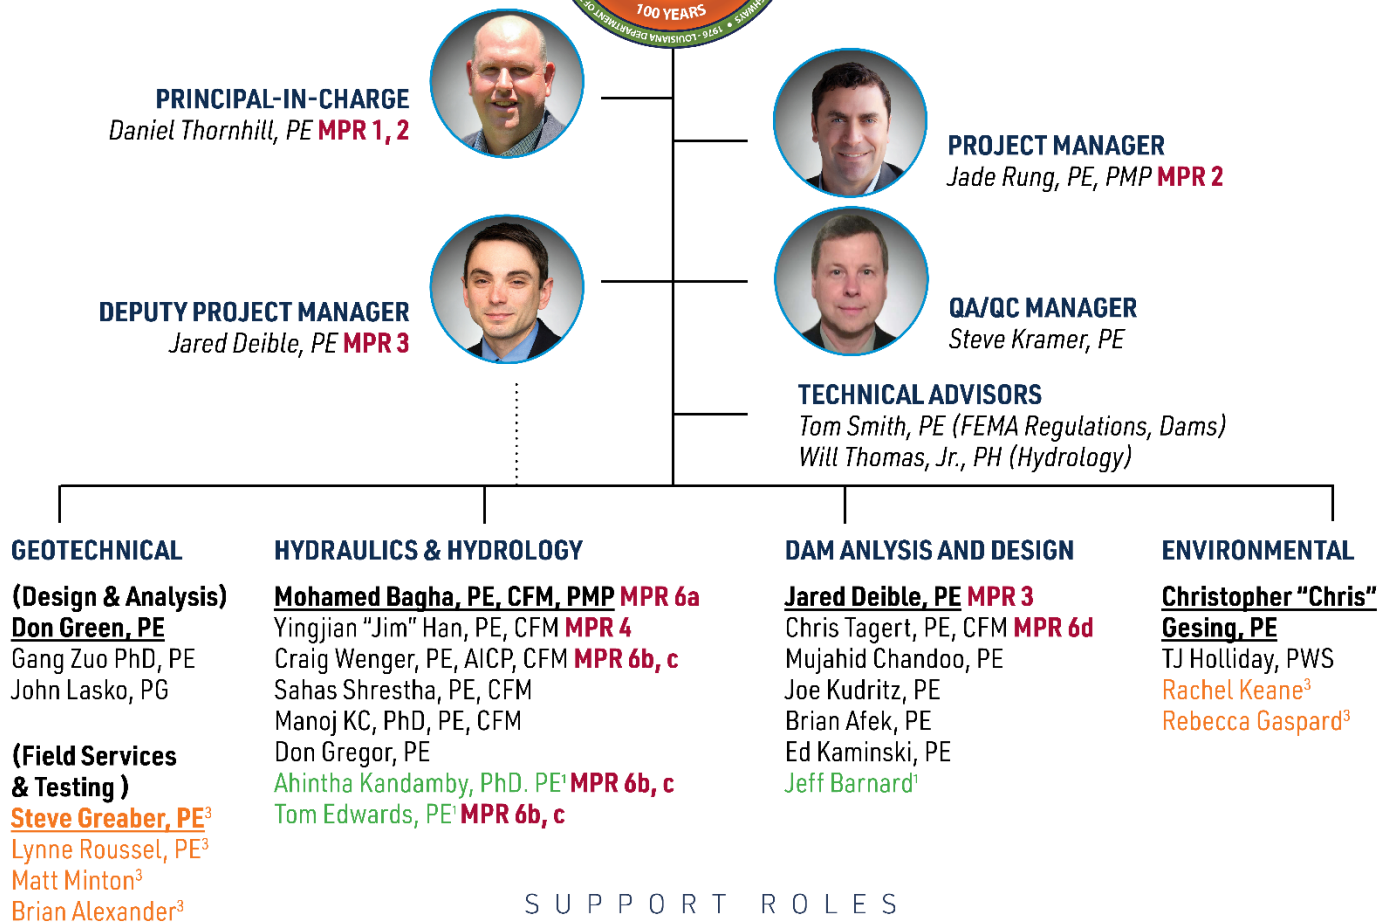 100 YEARS
HWAYS • 1976 - LOUISIANA DEPARTMENT OF
PRINCIPAL-IN-CHARGE
Daniel Thornhill, PE MPR 1, 2
PROJECT MANAGER
Jade Rung, PE, PMP MPR 2
DEPUTY PROJECT MANAGER
Jared Deible, PE MPR 3
QA/QC MANAGER
Steve Kramer, PE
TECHNICAL ADVISORS
Tom Smith, PE (FEMA Regulations, Dams)
Will Thomas, Jr., PH (Hydrology)
GEOTECHNICAL
(Design & Analysis)
Don Green, PE
Gang Zuo PhD, PE
John Lasko, PG
(Field Services
& Testing )
Steve Greaber, PE³
Lynne Roussel, PE³
Matt Minton³
Brian Alexander³
HYDRAULICS & HYDROLOGY
Mohamed Bagha, PE, CFM, PMP MPR 6a
Yingjian “Jim” Han, PE, CFM MPR 4
Craig Wenger, PE, AICP, CFM MPR 6b, c
Sahas Shrestha, PE, CFM
Manoj KC, PhD, PE, CFM
Don Gregor, PE
Ahintha Kandamby, PhD. PE¹ MPR 6b, c
Tom Edwards, PE¹ MPR 6b, c
DAM ANLYSIS AND DESIGN
Jared Deible, PE MPR 3
Chris Tagert, PE, CFM MPR 6d
Mujahid Chandoo, PE
Joe Kudritz, PE
Brian Afek, PE
Ed Kaminski, PE
Jeff Barnard¹
ENVIRONMENTAL
Christopher “Chris”
Gesing, PE
TJ Holliday, PWS
Rachel Keane³
Rebecca Gaspard³
SUPPORT ROLES